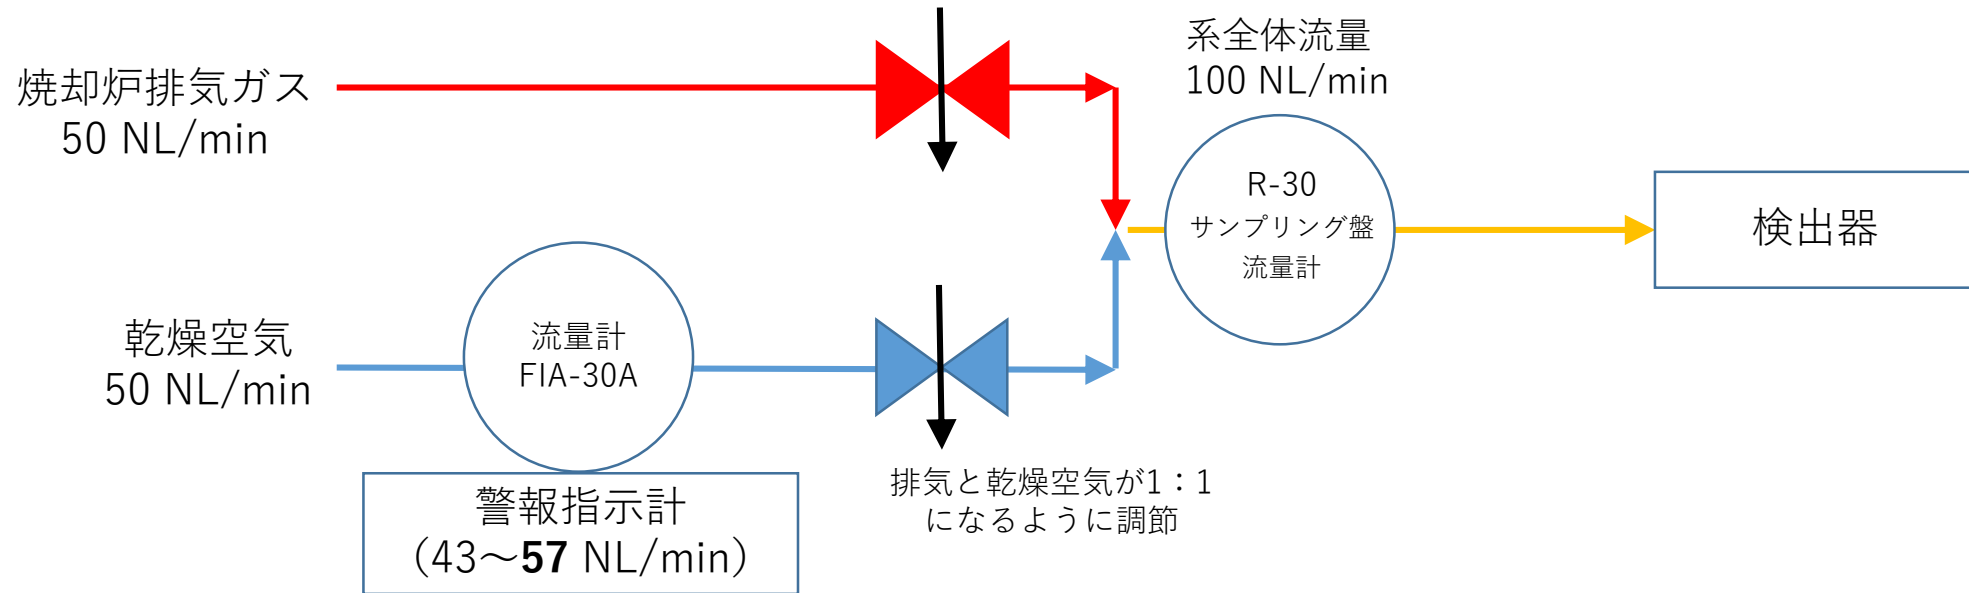 焼却炉排気ガス
50 NL/min
系全体流量
100 NL/min
R-30
サンプリング盤
流量計
検出器
乾燥空気
50 NL/min
流量計
FIA-30A
警報指示計
（43～57 NL/min）
排気と乾燥空気が1：1
になるように調節